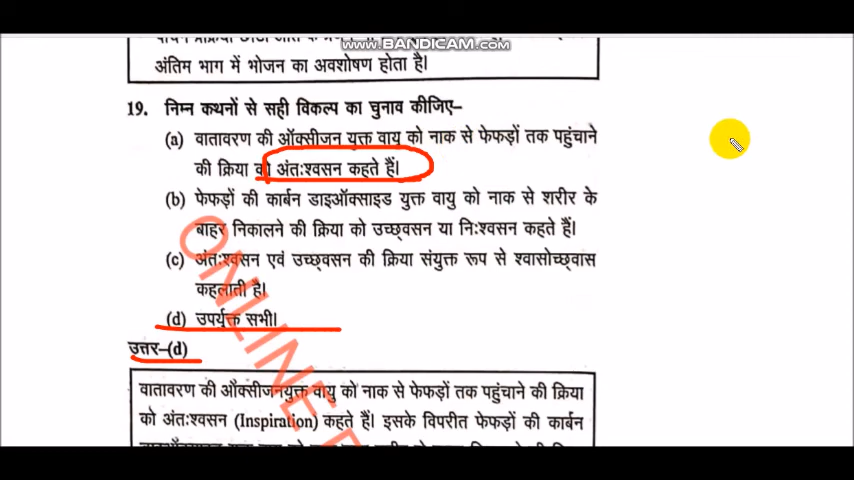 www.BANDICAM.com
अंतिम भाग में भोजन का अवशोषण होता है।
19. निम्न कथनों से सही विकल्प का चुनाव कीजिए–
(a) वातावरण की ऑक्सीजन युक्त वायु को नाक से फेफड़ों तक पहुंचाने
की क्रिया को अंतःश्वसन कहते हैं।
(b) फेफड़ों की कार्बन डाइऑक्साइड युक्त वायु को नाक से शरीर के
बाहर निकालने की क्रिया को उच्छ्वसन या निःश्वसन कहते हैं।
(c) अंतःश्वसन एवं उच्छ्वसन की क्रिया संयुक्त रूप से श्वासोच्छ्वास
कहलाती है।
(d) उपर्युक्त सभी।
उत्तर–(d)
वातावरण की ऑक्सीजनयुक्त वायु को नाक से फेफड़ों तक पहुंचाने की क्रिया
को अंतःश्वसन (Inspiration) कहते हैं। इसके विपरीत फेफड़ों की कार्बन
ONLINE